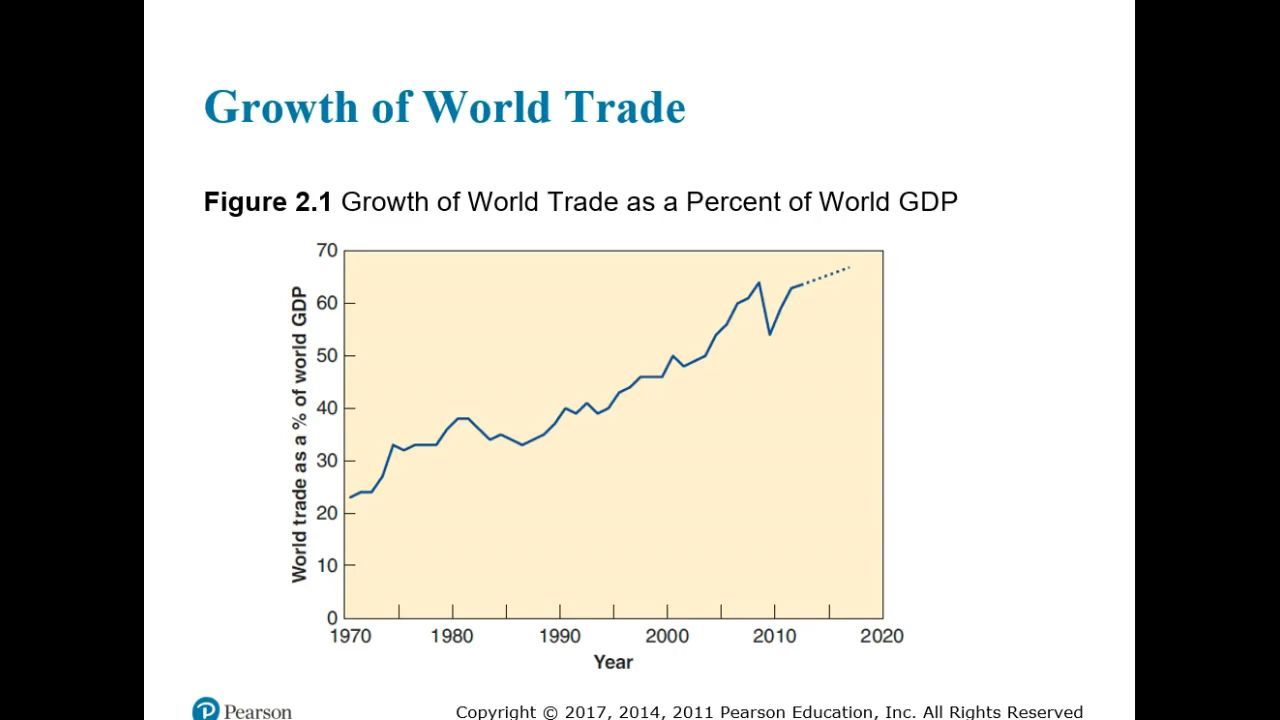 Growth of World Trade
Figure 2.1 Growth of World Trade as a Percent of World GDP
World trade as a % of world GDP
70
60
50
40
30
20
10
0
1970 1980 1990 2000 2010 2020
Year
Pearson
Copyright © 2017, 2014, 2011 Pearson Education, Inc. All Rights Reserved